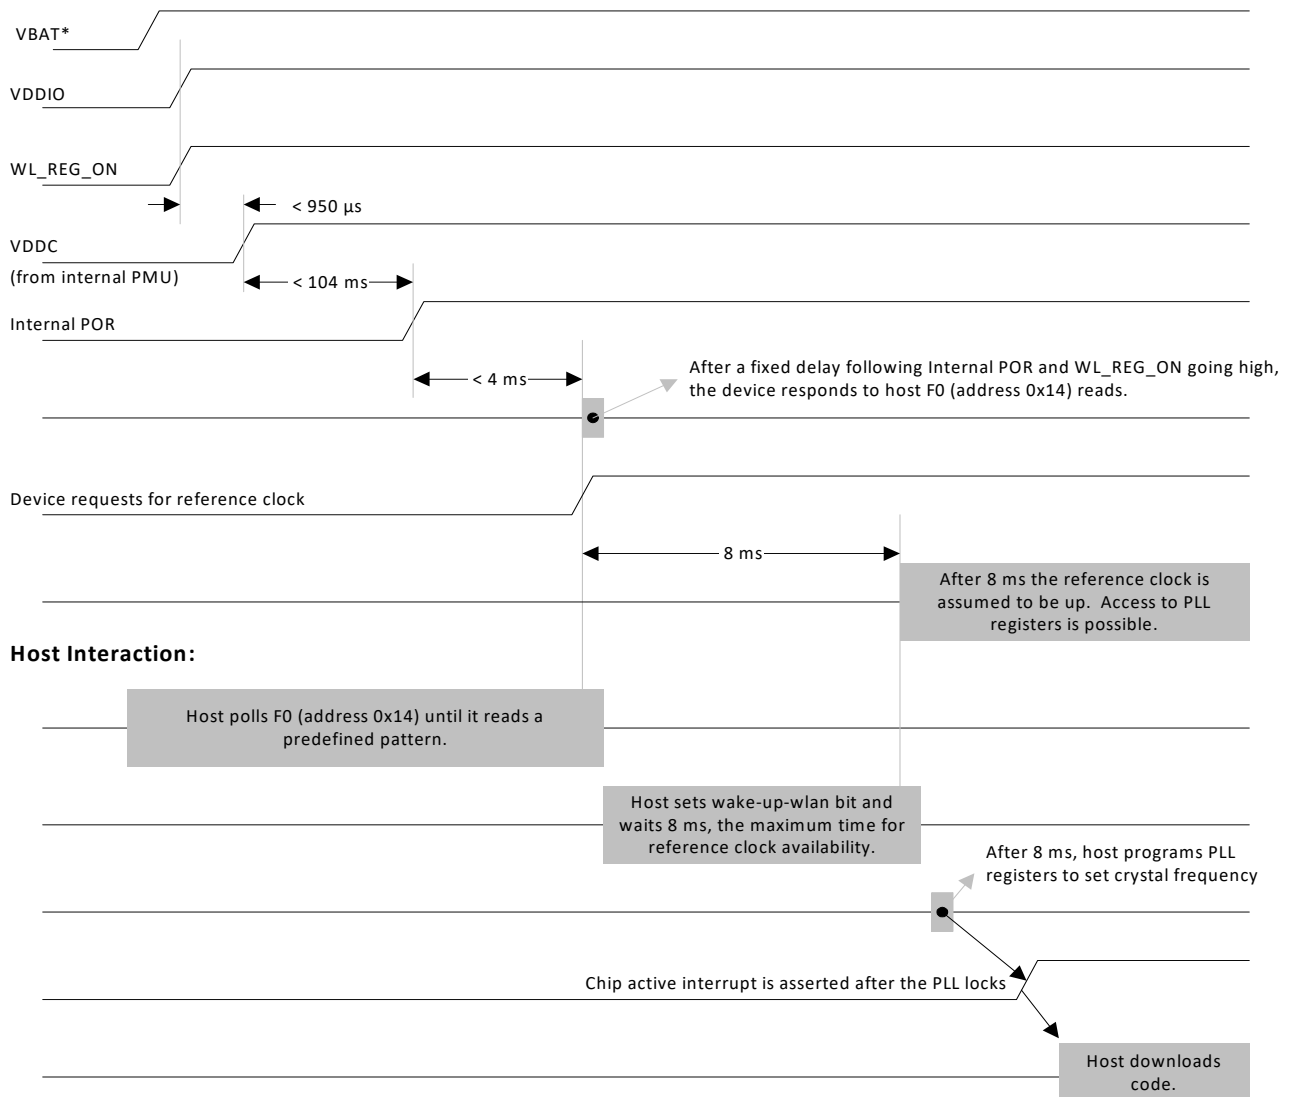 VBAT*
VDDIO
WL_REG_ON
< 950 µs
VDDC
(from internal PMU)
< 104 ms
Internal POR
After a fixed delay following Internal POR and WL_REG_ON going high,
the device responds to host F0 (address 0x14) reads.
< 4 ms
Device requests for reference clock
8 ms
After 8 ms the reference clock is
assumed to be up. Access to PLL
registers is possible.
Host Interaction:
Host polls F0 (address 0x14) until it reads a
predefined pattern.
Host sets wake-up-wlan bit and
waits 8 ms, the maximum time for
reference clock availability.
After 8 ms, host programs PLL
registers to set crystal frequency
Chip active interrupt is asserted after the PLL locks
Host downloads
code.